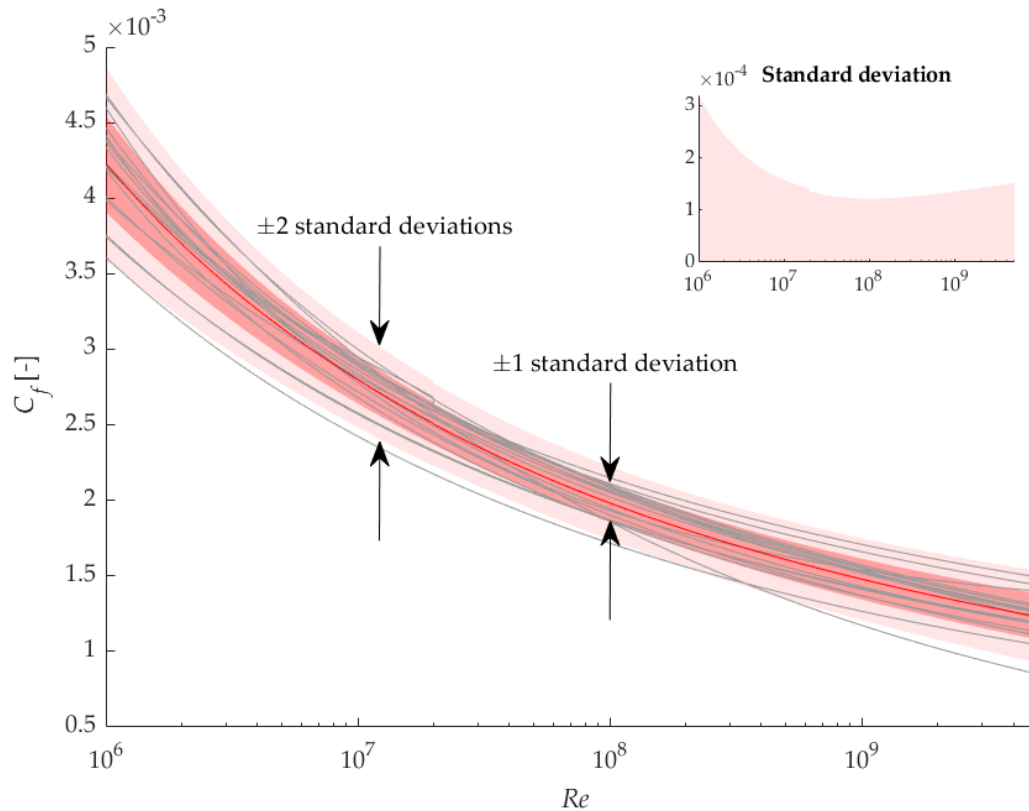 ×10⁻³
5
4.5
4
3.5
3
2.5
2
1.5
1
0.5
C_f [-]
10⁶ 10⁷ 10⁸ 10⁹
Re
±2 standard deviations
±1 standard deviation
×10⁻⁴ Standard deviation
3
2
1
0
10⁶ 10⁷ 10⁸ 10⁹